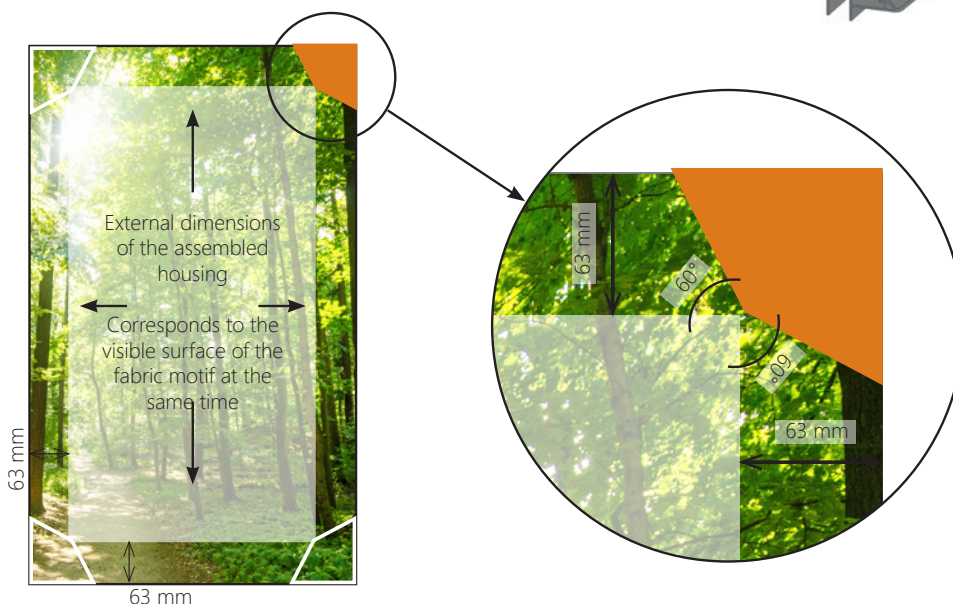 External dimensions
of the assembled
housing
Corresponds to the
visible surface of the
fabric motif at the
same time
63 mm
63 mm
63 mm
60°
60°
63 mm